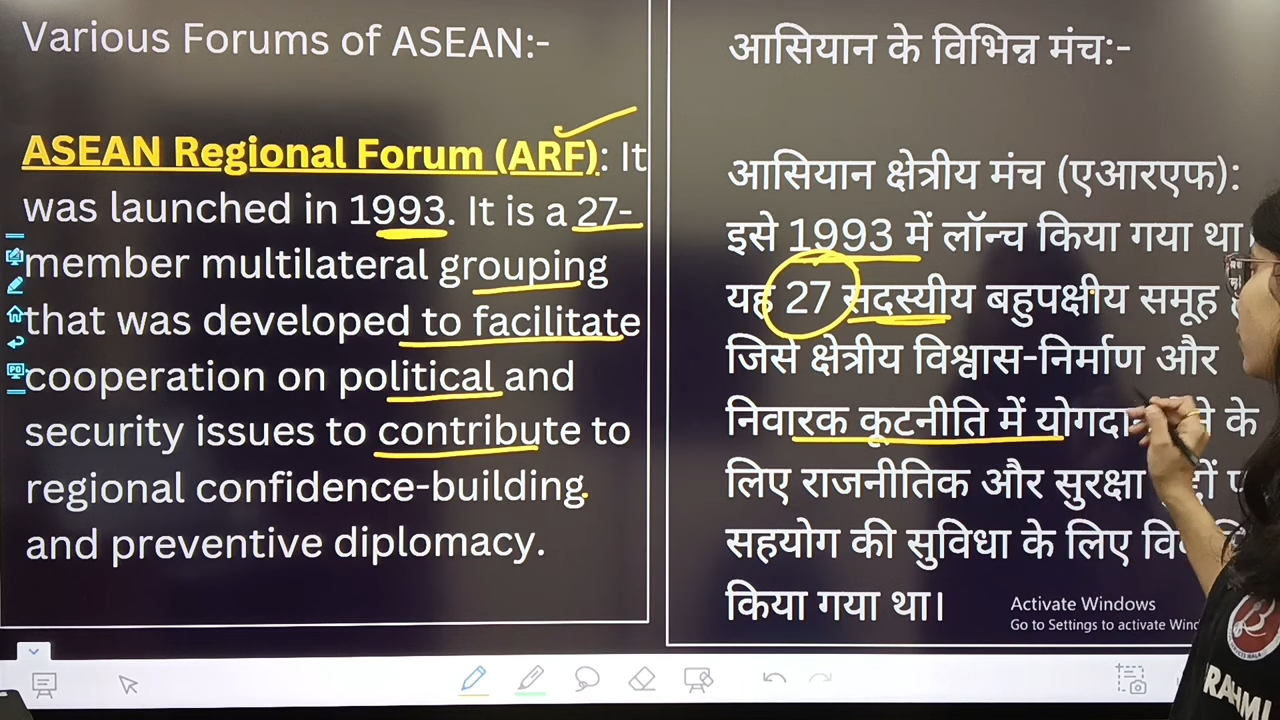 Various Forums of ASEAN:-
ASEAN Regional Forum (ARF): It
was launched in 1993. It is a 27-
member multilateral grouping
that was developed to facilitate
cooperation on political and
security issues to contribute to
regional confidence-building
and preventive diplomacy.
आसियान के विभिन्न मंच:-
आसियान क्षेत्रीय मंच (एआरएफ):
इसे 1993 में लॉन्च किया गया था
यह 27 सदस्यीय बहुपक्षीय समूह
जिसे क्षेत्रीय विश्वास-निर्माण और
निवारक कूटनीति में के
लिए राजनीतिक और सुरक्षा
सहयोग की सुविधा के लिए
किया गया था।
Activate Windows
Go to Settings to activate